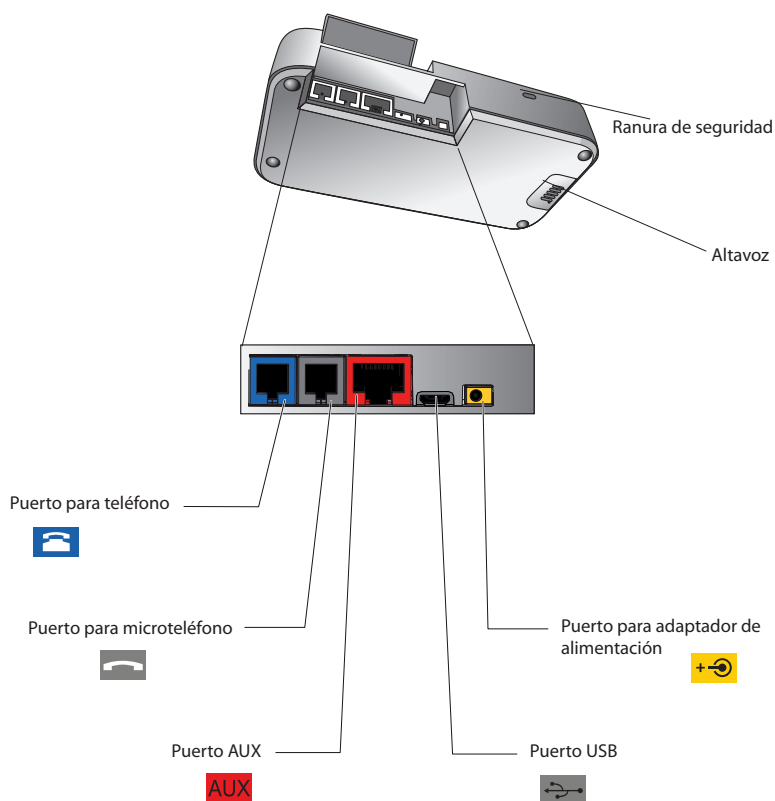 Ranura de seguridad
Altavoz
Puerto para teléfono
Puerto para microteléfono
Puerto para adaptador de
alimentación
Puerto AUX
AUX
Puerto USB